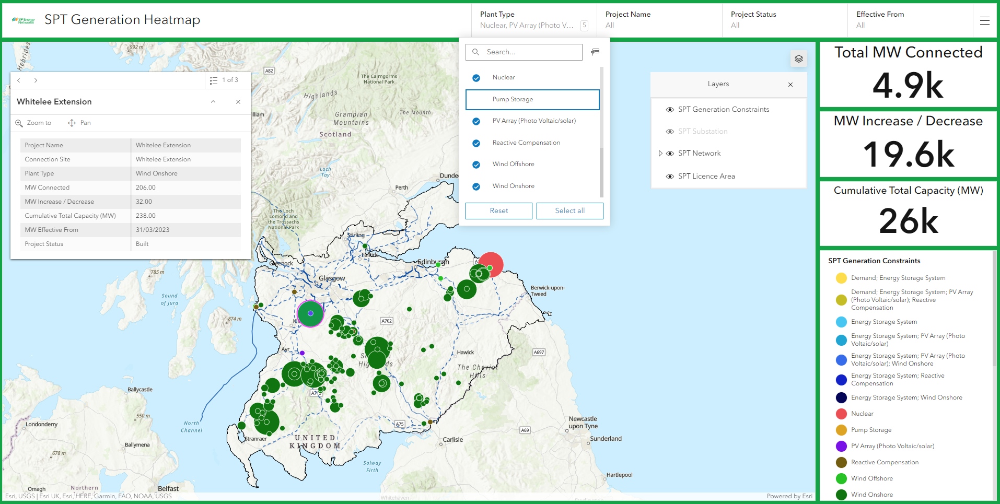 SP Energy
Networks
SPT Generation Heatmap
Plant Type
Nuclear, PV Array (Photo V...
5
Project Name
All
Project Status
All
Effective From
All
Search...
Nuclear
Pump Storage
PV Array (Photo Voltaic/solar)
Reactive Compensation
Wind Offshore
Wind Onshore
Reset
Select all
1 of 3
Whitelee Extension
Zoom to
Pan
Project Name
Whitelee Extension
Connection Site
Whitelee Extension
Plant Type
Wind Onshore
MW Connected
206.00
MW Increase / Decrease
32.00
Cumulative Total Capacity (MW)
238.00
MW Effective From
31/03/2023
Project Status
Built
Layers
SPT Generation Constraints
SPT Substation
SPT Network
SPT Licence Area
Hebrides
992 m
A82
The Cairngorms
National Park
Highlands
Grampian
Mountains
The Mounth
Scotland
illiam
Loch
Tay
Dundee
Perth
The Loch
Lomond and
the Trossachs
National Park
Stirling
Falkirk
Greenock
Edinburgh
Glasgow
785 m
Sound
of Jura
874 m
Berwick-upon-
Tweed
A702
A697
Ayr
Hawick
The Cheviot
Hills
A713
Ballycastle
550 m
Londonderry
North
Channel
A75
A69
Newcastle
upon Tyne
Sunderland
Stranraer
UNITED
KINGDOM
Carlisle
Ballymena
678 m
Solway
Firth
Hartlepool
Omagh
Northern
Belfast
Whitehaven
Darlington
Esri, USGS | Esri UK, Esri, HERE, Garmin, FAO, NOAA, USGS
Powered by Esri
Total MW Connected
4.9k
MW Increase / Decrease
19.6k
Cumulative Total Capacity (MW)
26k
SPT Generation Constraints
Demand; Energy Storage System
Demand; Energy Storage System; PV Array
(Photo Voltaic/solar); Reactive
Compensation
Energy Storage System
Energy Storage System; PV Array (Photo
Voltaic/solar)
Energy Storage System; PV Array (Photo
Voltaic/solar); Wind Onshore
Energy Storage System; Reactive
Compensation
Energy Storage System; Wind Onshore
Nuclear
Pump Storage
PV Array (Photo Voltaic/solar)
Reactive Compensation
Wind Offshore
Wind Onshore